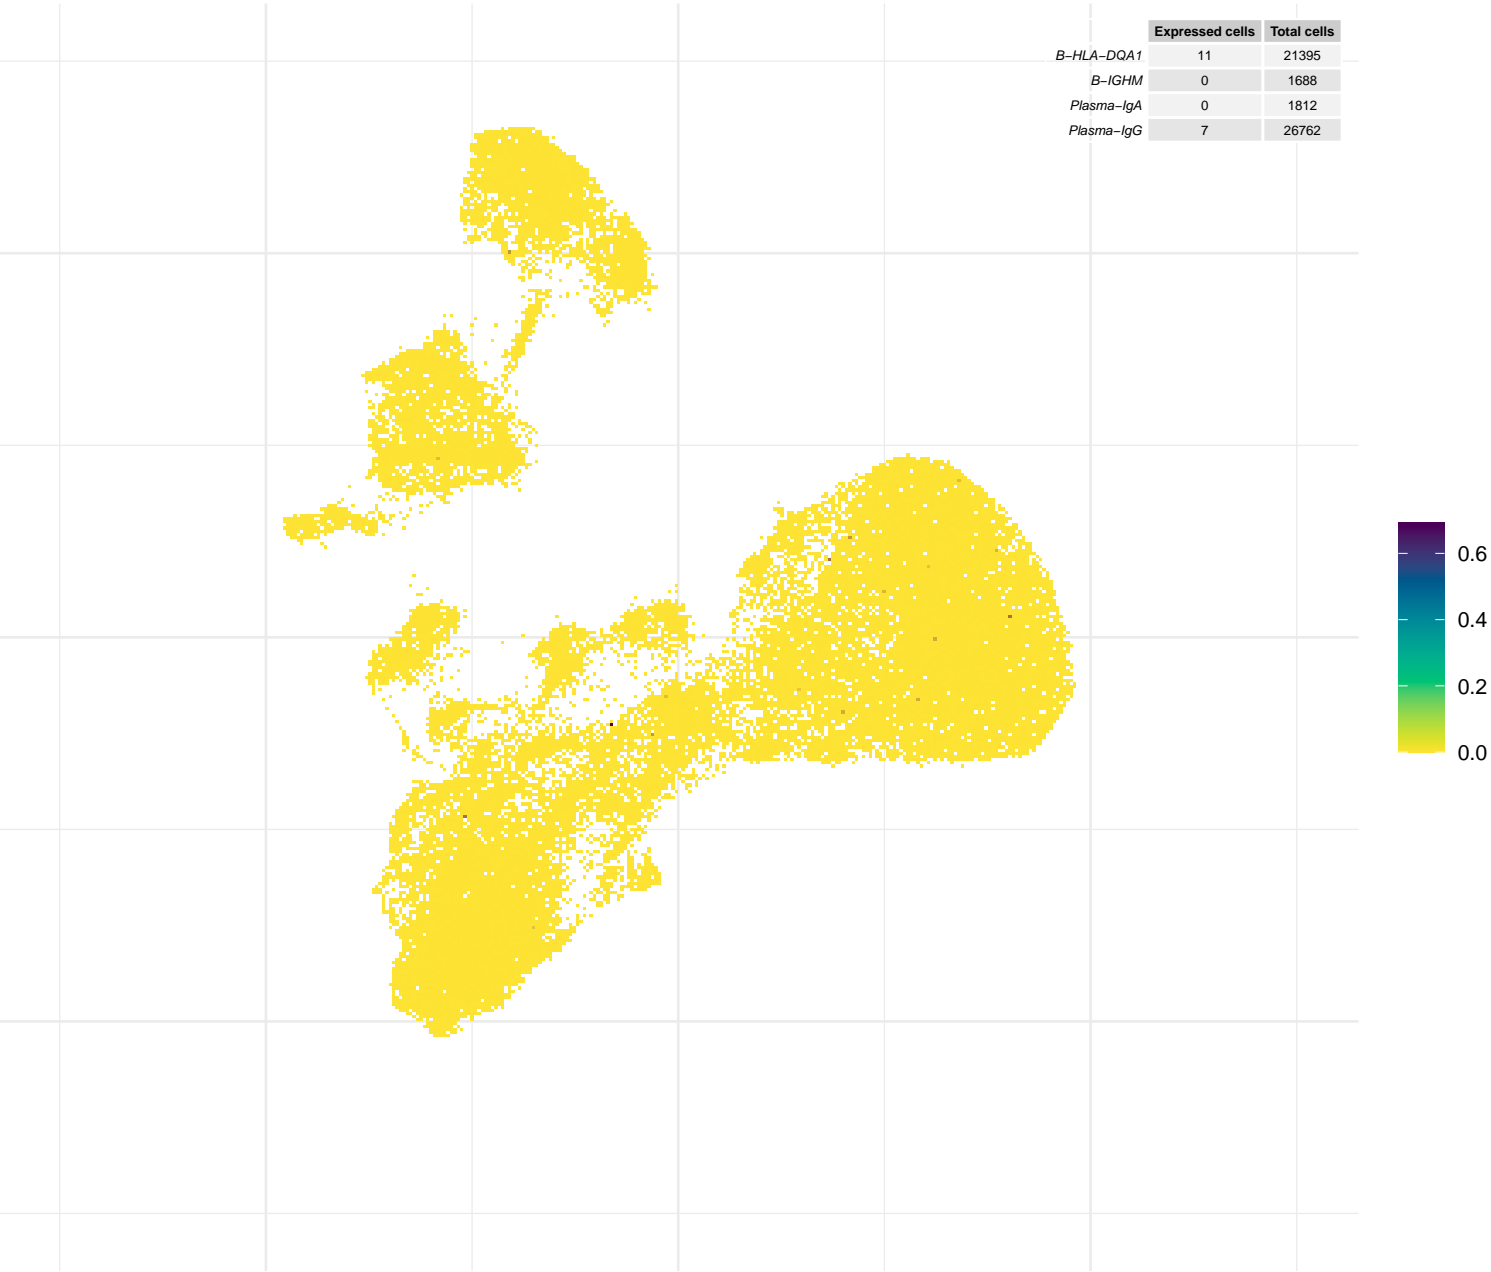 Expressed cells Total cells
B−HLA−DQA1 11 21395
B−IGHM 0 1688
Plasma−IgA 0 1812
Plasma−IgG 7 26762
0.6
0.4
0.2
0.0